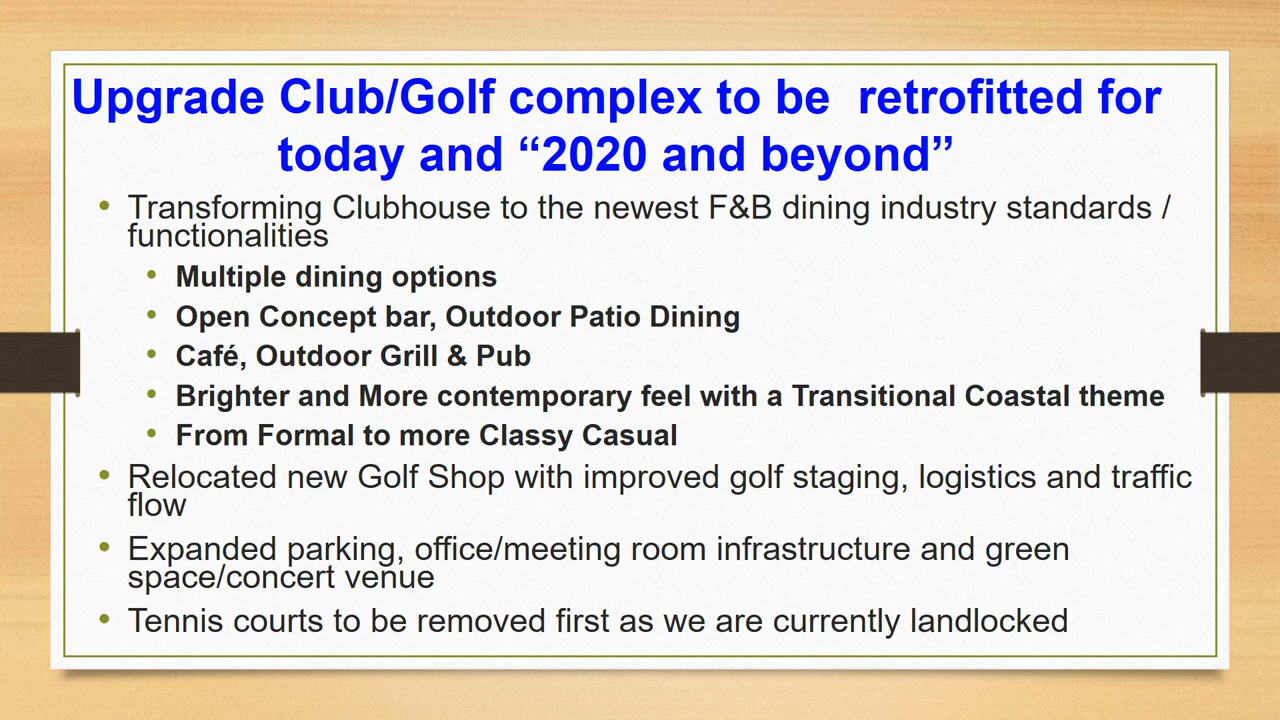 Upgrade Club/Golf complex to be  retrofitted for
today and “2020 and beyond”
• Transforming Clubhouse to the newest F&B dining industry standards /
functionalities
• Multiple dining options
• Open Concept bar, Outdoor Patio Dining
• Café, Outdoor Grill & Pub
• Brighter and More contemporary feel with a Transitional Coastal theme
• From Formal to more Classy Casual
• Relocated new Golf Shop with improved golf staging, logistics and traffic
flow
• Expanded parking, office/meeting room infrastructure and green
space/concert venue
• Tennis courts to be removed first as we are currently landlocked